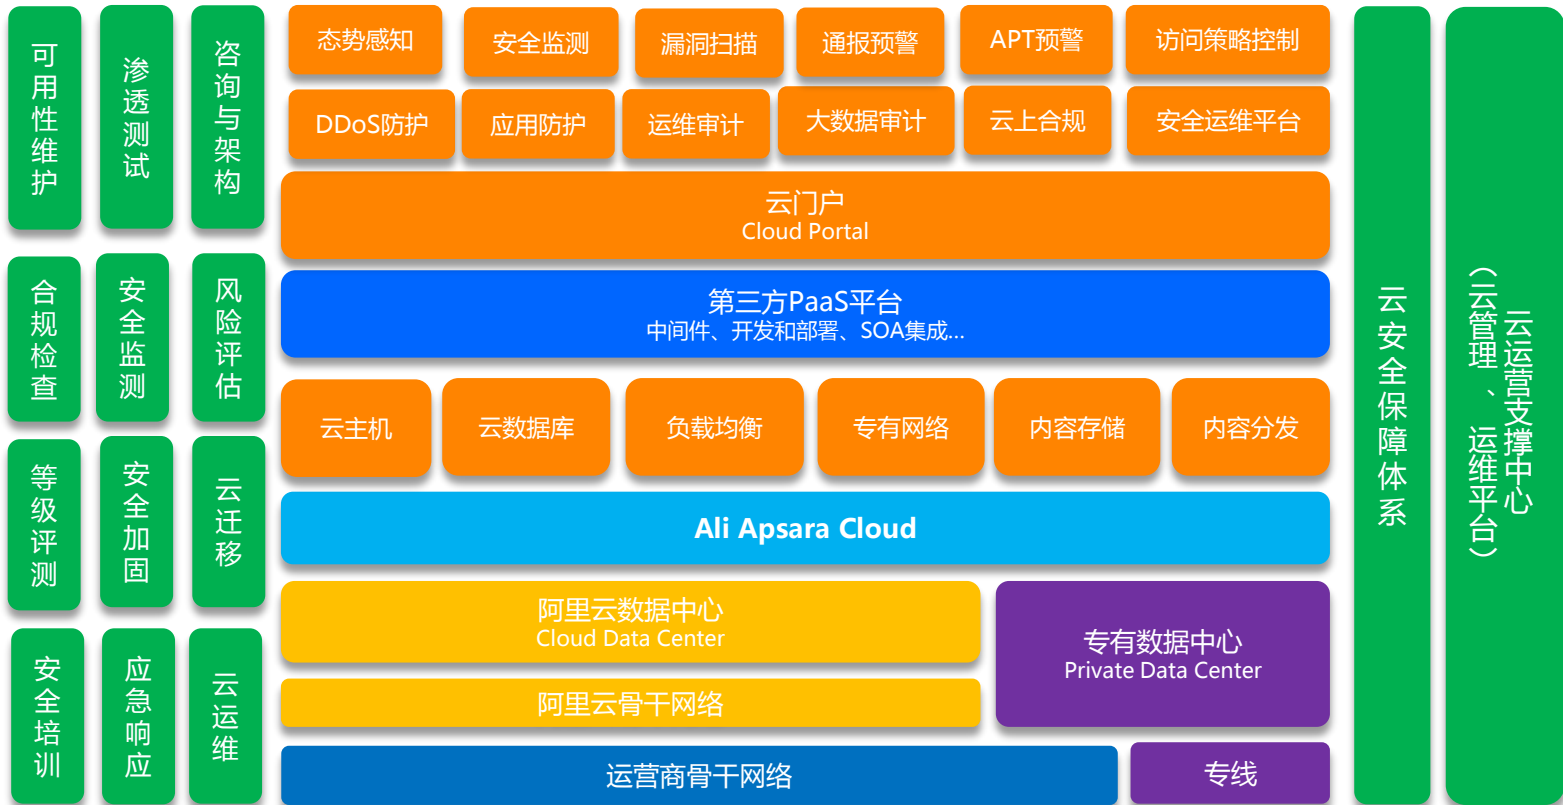 可用性维护
渗透测试
咨询与架构
合规检查
安全监测
风险评估
等级评测
安全加固
云迁移
安全培训
应急响应
云运维
态势感知
安全监测
漏洞扫描
通报预警
APT预警
访问策略控制
DDoS防护
应用防护
运维审计
大数据审计
云上合规
安全运维平台
云门户
Cloud Portal
第三方PaaS平台
中间件、开发和部署、SOA集成...
云主机
云数据库
负载均衡
专有网络
内容存储
内容分发
Ali Apsara Cloud
阿里云数据中心
Cloud Data Center
阿里云骨干网络
专有数据中心
Private Data Center
运营商骨干网络
专线
云安全保障体系
云运营支撑中心
（云管理、运维平台）